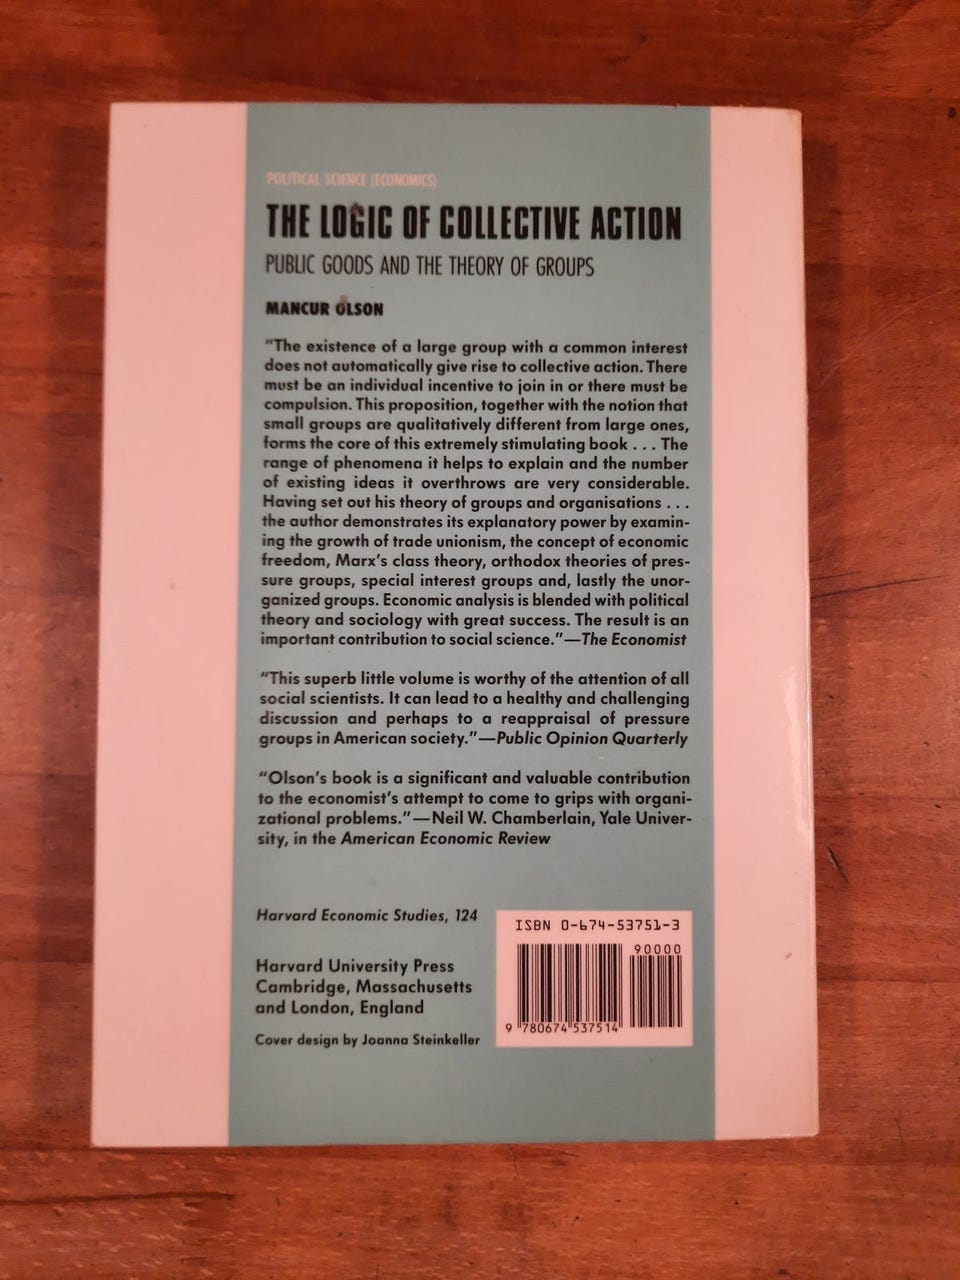 POLITICAL SCIENCE (ECONOMICS)
THE LOGIC OF COLLECTIVE ACTION
PUBLIC GOODS AND THE THEORY OF GROUPS
MANCUR OLSON
"The existence of a large group with a common interest
does not automatically give rise to collective action. There
must be an individual incentive to join in or there must be
compulsion. This proposition, together with the notion that
small groups are qualitatively different from large ones,
forms the core of this extremely stimulating book . . . The
range of phenomena it helps to explain and the number
of existing ideas it overthrows are very considerable.
Having set out his theory of groups and organisations . . .
the author demonstrates its explanatory power by examin-
ing the growth of trade unionism, the concept of economic
freedom, Marx's class theory, orthodox theories of pres-
sure groups, special interest groups and, lastly the unor-
ganized groups. Economic analysis is blended with political
theory and sociology with great success. The result is an
important contribution to social science."—The Economist
"This superb little volume is worthy of the attention of all
social scientists. It can lead to a healthy and challenging
discussion and perhaps to a reappraisal of pressure
groups in American society."—Public Opinion Quarterly
"Olson's book is a significant and valuable contribution
to the economist's attempt to come to grips with organi-
zational problems."—Neil W. Chamberlain, Yale Univer-
sity, in the American Economic Review
Harvard Economic Studies, 124
Harvard University Press
Cambridge, Massachusetts
and London, England
Cover design by Joanna Steinkeller
ISBN 0-674-53751-3
90000
9 780674 537514